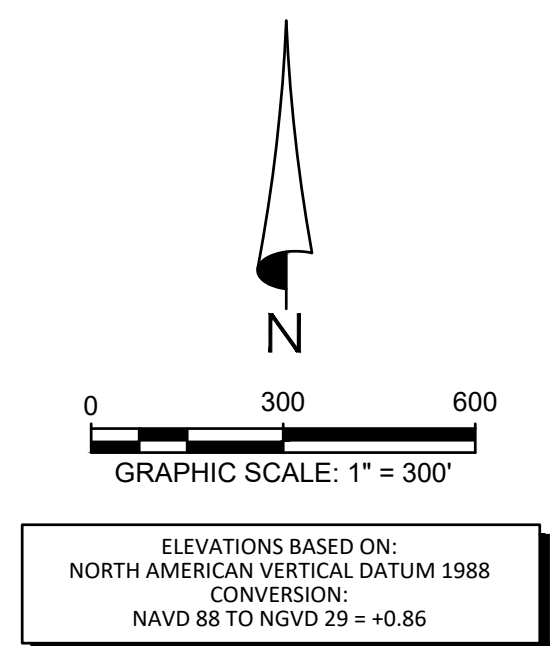 N
0 300 600
GRAPHIC SCALE: 1" = 300'
ELEVATIONS BASED ON:
NORTH AMERICAN VERTICAL DATUM 1988
CONVERSION:
NAVD 88 TO NGVD 29 = +0.86